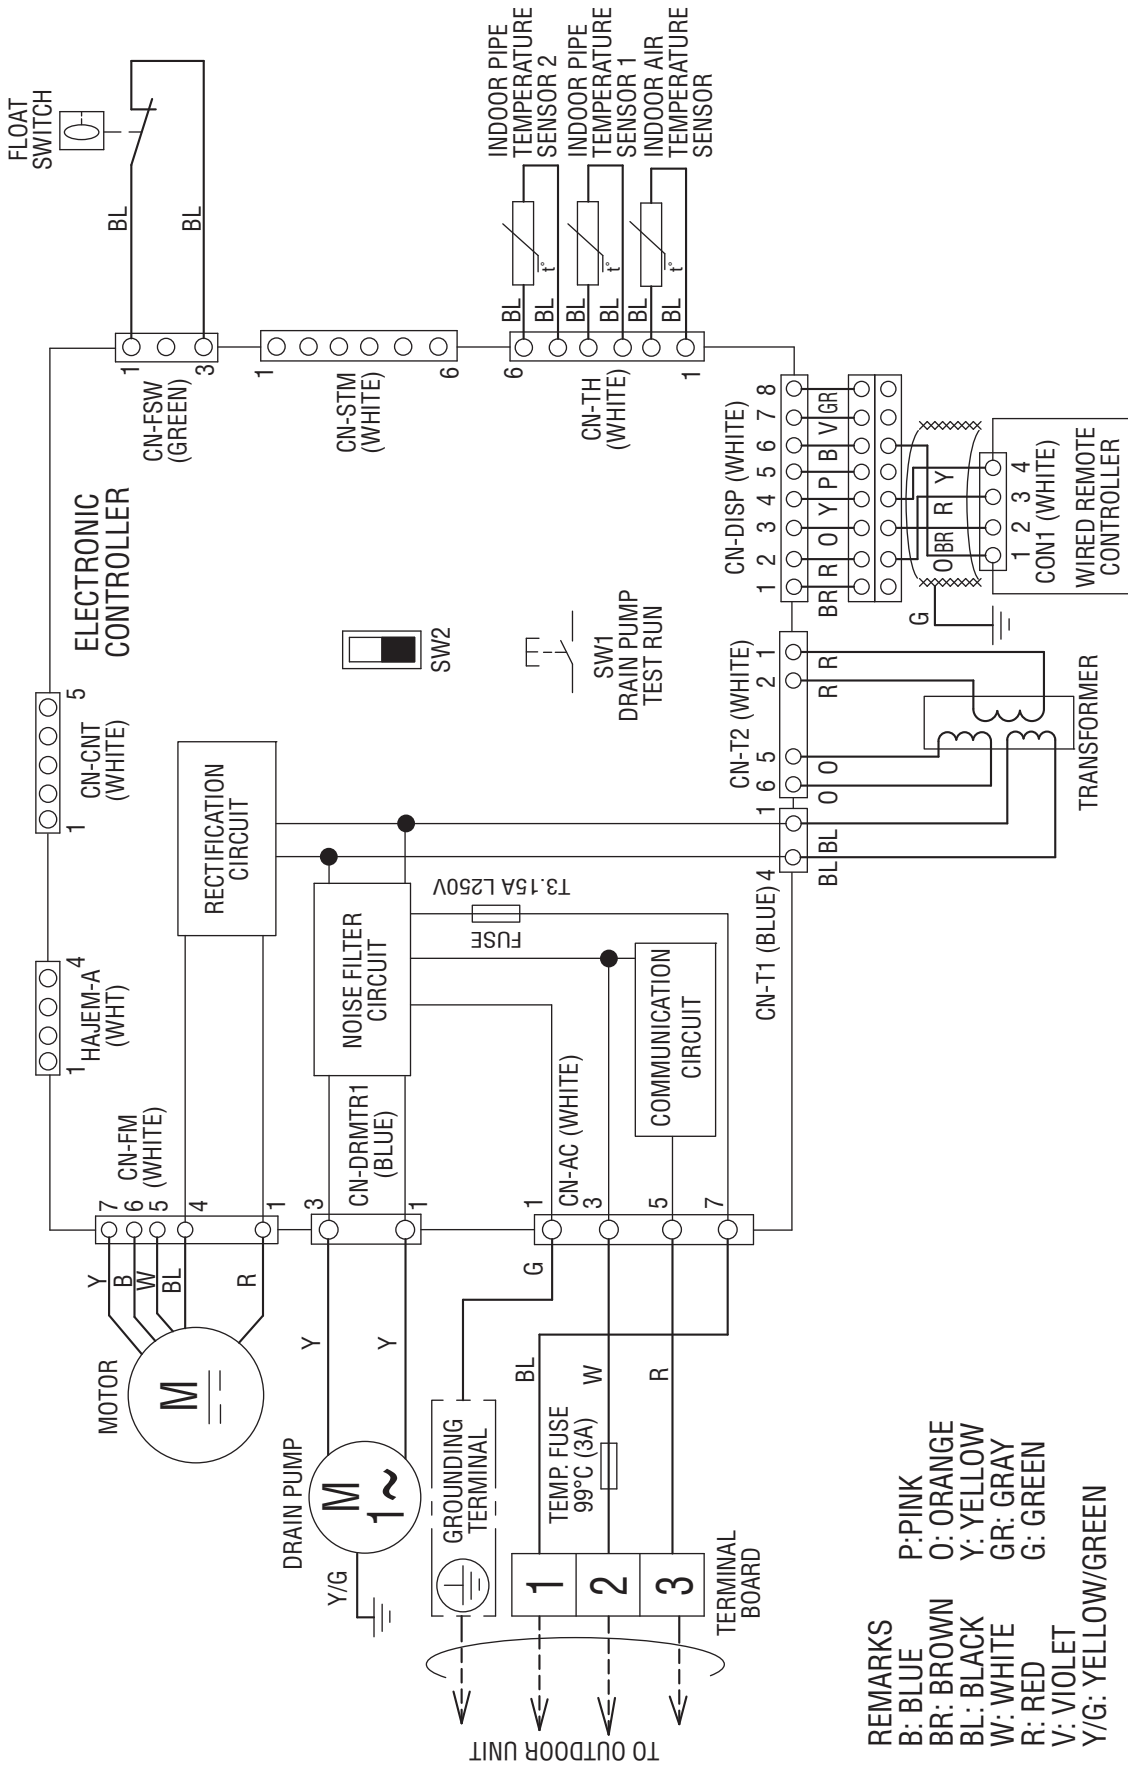 FLOAT
SWITCH
BL
BL
1
3
CN-FSW
(GREEN)
1
6
CN-STM
(WHITE)
INDOOR PIPE
TEMPERATURE
SENSOR 2
INDOOR PIPE
TEMPERATURE
SENSOR 1
INDOOR AIR
TEMPERATURE
SENSOR
t°
t°
t°
BL
BL
BL
BL
BL
BL
6
1
CN-TH
(WHITE)
ELECTRONIC
CONTROLLER
5
1
CN-CNT
(WHITE)
4
1
HAJEM-A
(WHT)
SW2
SW1
DRAIN PUMP
TEST RUN
CN-DISP (WHITE)
1 2 3 4 5 6 7 8
BR R O Y P B V GR
O BR R Y
1 2 3 4
CON1 (WHITE)
WIRED REMOTE
CONTROLLER
G
CN-T2 (WHITE)
6 5 2 1
O O R R
TRANSFORMER
CN-T1 (BLUE)
4 1
BL BL
RECTIFICATION
CIRCUIT
NOISE FILTER
CIRCUIT
T3.15A L250V
FUSE
COMMUNICATION
CIRCUIT
CN-FM
(WHITE)
7
6
5
4
1
Y
B
W
BL
R
MOTOR
M
CN-DRMTR1
(BLUE)
3
1
Y
Y
DRAIN PUMP
M
1~
Y/G
CN-AC (WHITE)
1
3
5
7
G
BL
W
R
GROUNDING
TERMINAL
TEMP. FUSE
99°C (3A)
1
2
3
TERMINAL
BOARD
TO OUTDOOR UNIT
REMARKS
B: BLUE P:PINK
BR: BROWN O: ORANGE
BL: BLACK Y: YELLOW
W: WHITE GR: GRAY
R: RED G: GREEN
V: VIOLET
Y/G: YELLOW/GREEN